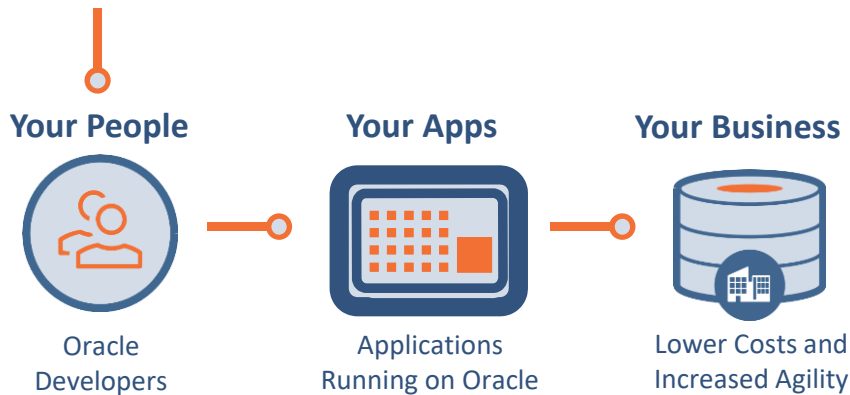 Your People
Your Apps
Your Business
Oracle
Developers
Applications
Running on Oracle
Lower Costs and
Increased Agility